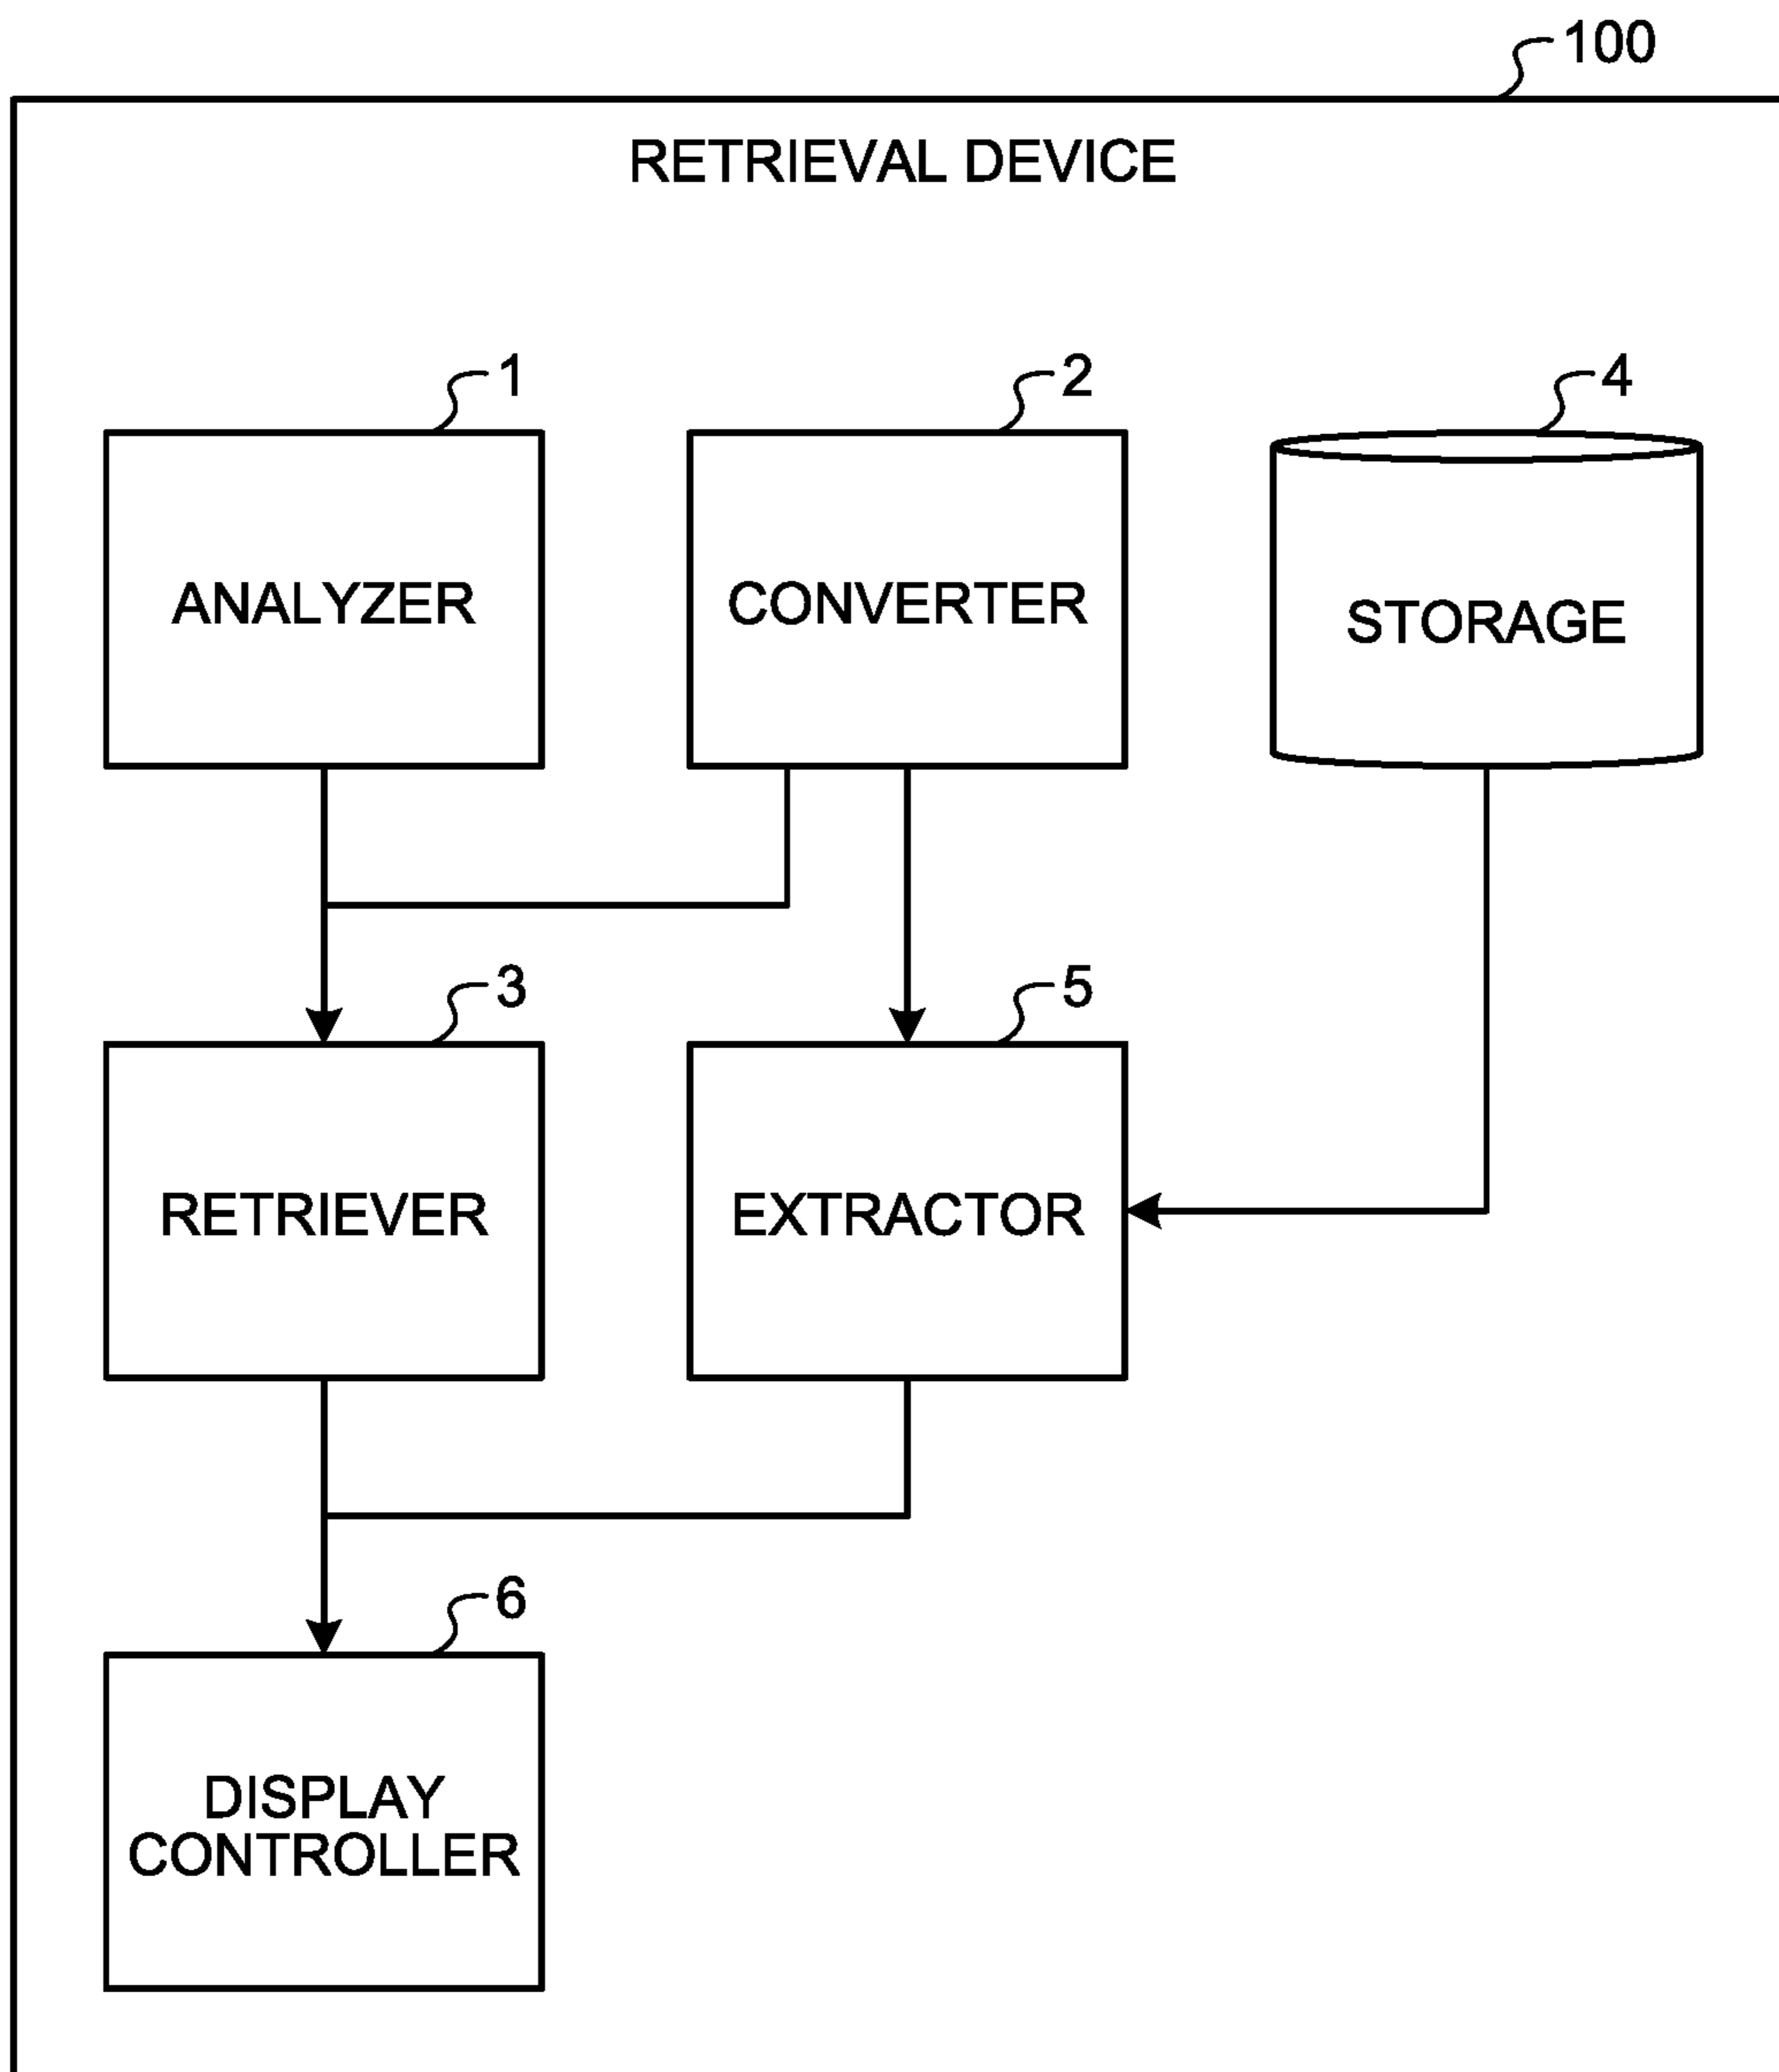 100
RETRIEVAL DEVICE
1
2
4
ANALYZER
CONVERTER
STORAGE
3
5
RETRIEVER
EXTRACTOR
6
DISPLAY
CONTROLLER